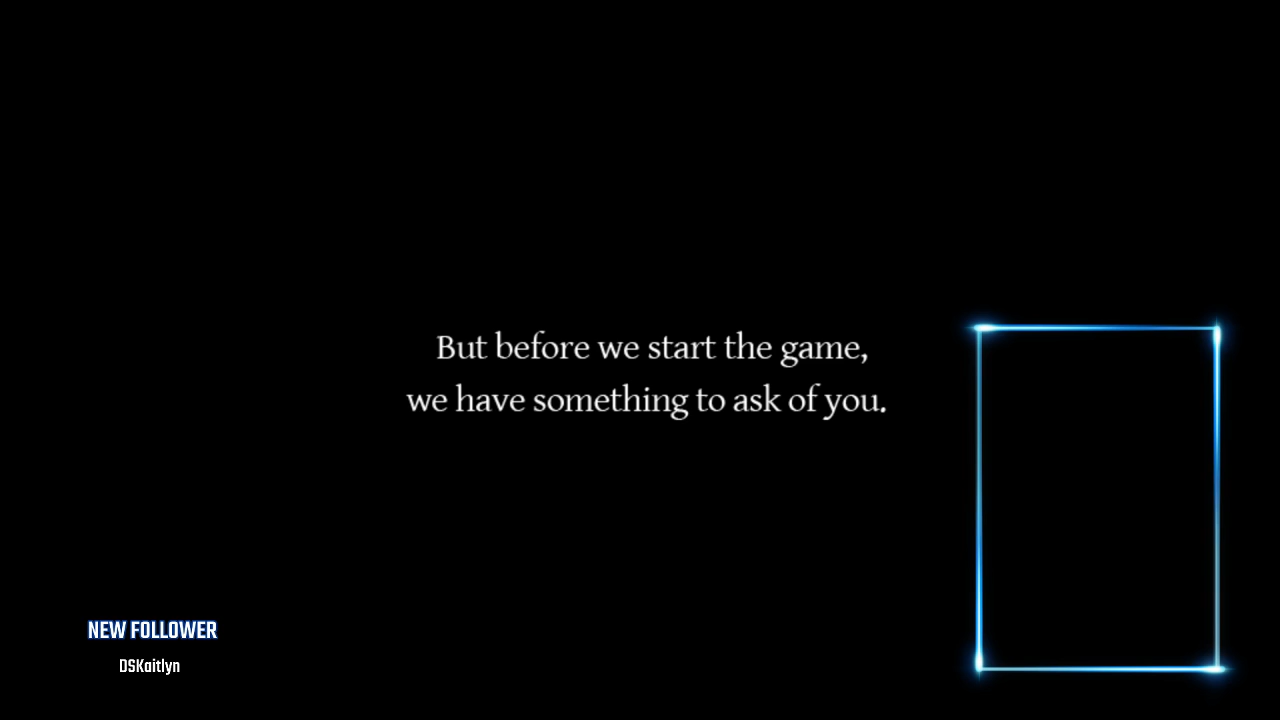 But before we start the game,
we have something to ask of you.
NEW FOLLOWER
DSKaitlyn